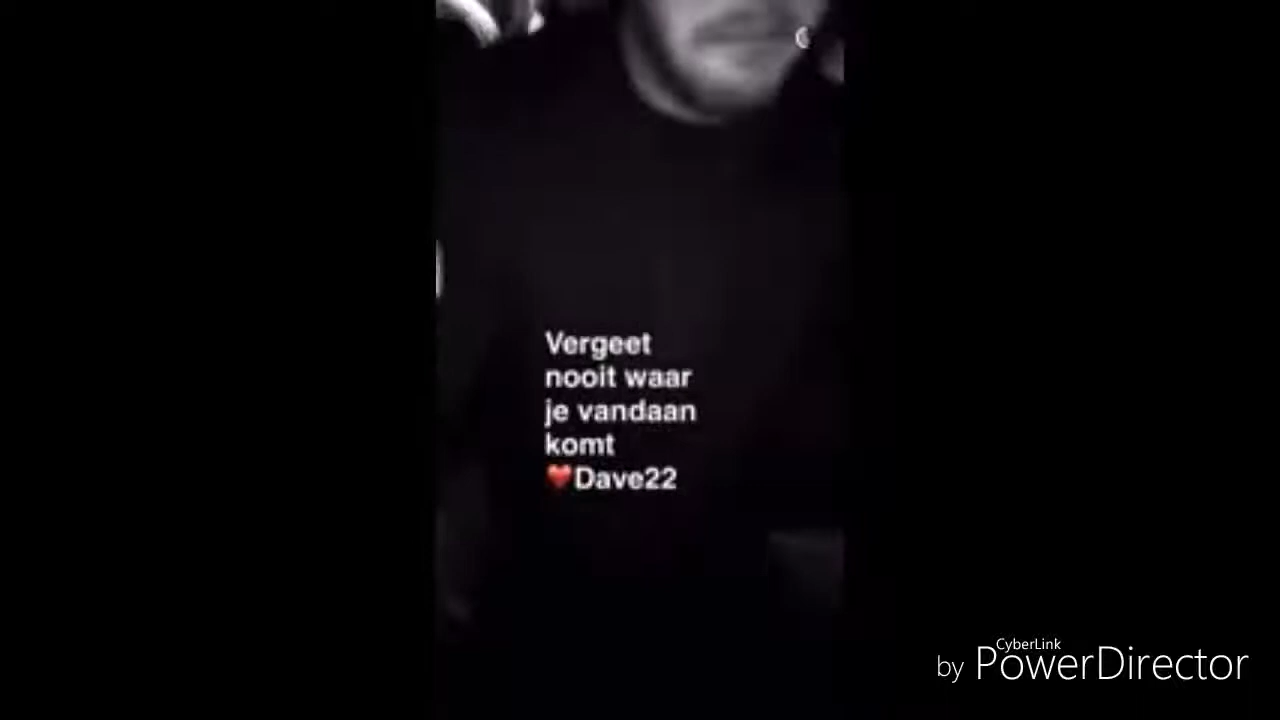 Vergeet
nooit waar
je vandaan
komt
❤️Dave22
CyberLink
by PowerDirector